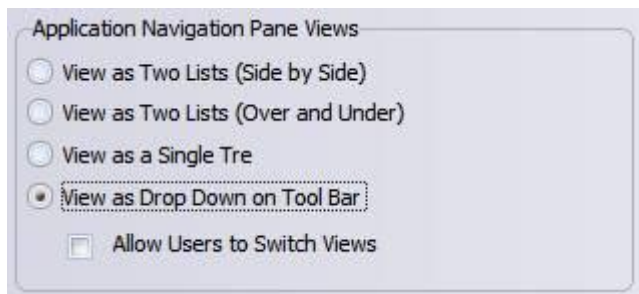 Application Navigation Pane Views
View as Two Lists (Side by Side)
View as Two Lists (Over and Under)
View as a Single Tre
View as Drop Down on Tool Bar
Allow Users to Switch Views